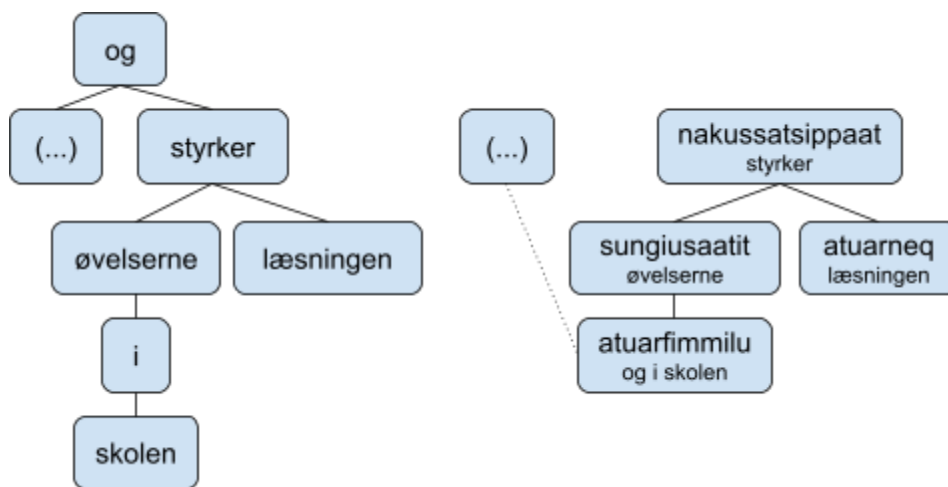 og
(...)
styrker
øvelserne
læsningen
i
skolen
(...)
nakussatsippaat
styrker
sungiusaatit
øvelserne
atuarneq
læsningen
atuarfimmilu
og i skolen